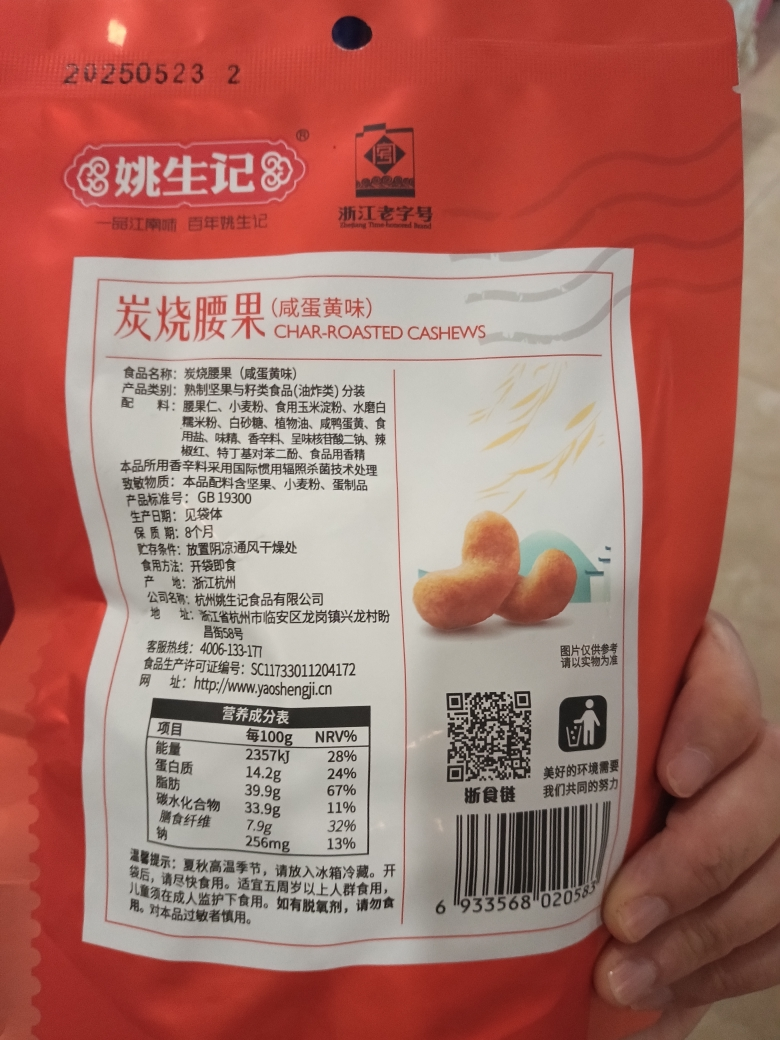 20250523 2
姚生记®
一品江南味 百年姚生记
浙江老字号
炭烧腰果(咸蛋黄味)
CHAR-ROASTED CASHEWS
食品名称：炭烧腰果（咸蛋黄味）
产品类别：熟制坚果与籽类食品(油炸类) 分装
配 料：腰果仁、小麦粉、食用玉米淀粉、水磨白
糯米粉、白砂糖、植物油、咸鸭蛋黄、食
用盐、味精、香辛料、呈味核苷酸二钠、辣
椒红、特丁基对苯二酚、食品用香精
本品所用香辛料采用国际惯用辐照杀菌技术处理
致敏物质：本品配料含坚果、小麦粉、蛋制品
产品标准号：GB 19300
生产日期：见袋体
保 质 期：8个月
贮存条件：放置阴凉通风干燥处
食用方法：开袋即食
产 地：浙江杭州
公司名称：杭州姚生记食品有限公司
地 址：浙江省杭州市临安区龙岗镇兴龙村盼
昌街58号
客服热线：4006-133-177
食品生产许可证编号：SC11733011204172
网 址：http://www.yaoshengji.cn
营养成分表
项目 每100g NRV%
能量 2357kJ 28%
蛋白质 14.2g 24%
脂肪 39.9g 67%
碳水化合物 33.9g 11%
膳食纤维 7.9g 32%
钠 256mg 13%
温馨提示：夏秋高温季节，请放入冰箱冷藏。开
袋后，请尽快食用。适宜五周岁以上人群食用，
儿童须在成人监护下食用。如有脱氧剂，请勿食
用。对本品过敏者慎用。
图片仅供参考
请以实物为准
浙食链
美好的环境需要
我们共同的努力
6 933568 020583